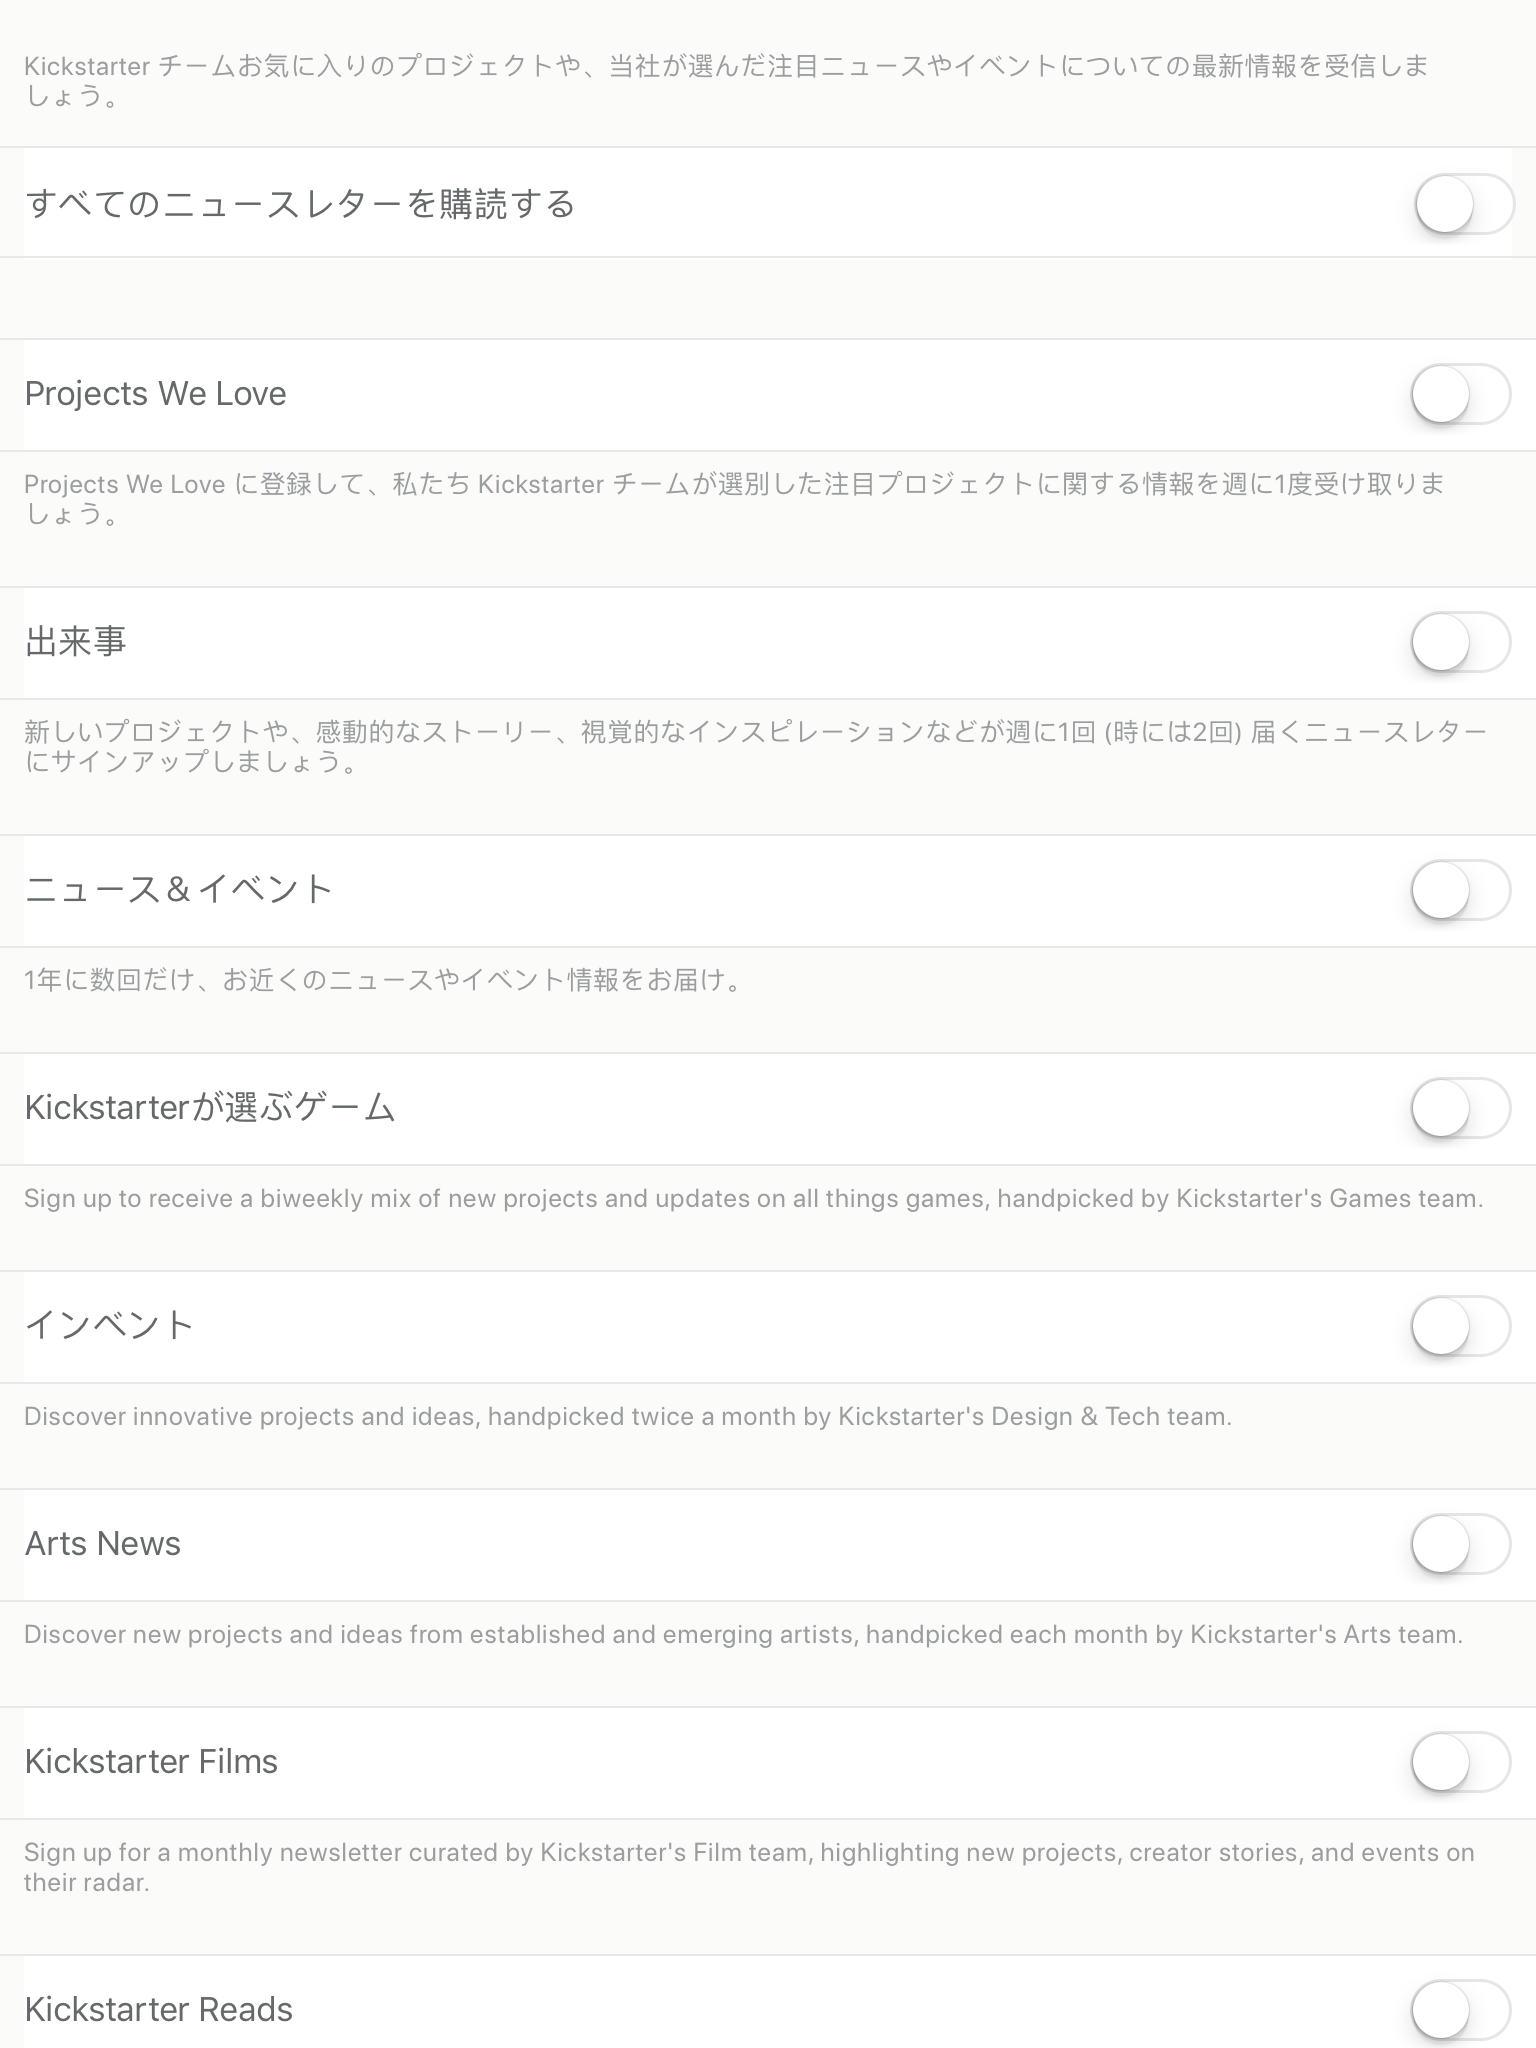 Kickstarter チームお気に入りのプロジェクトや、当社が選んだ注目ニュースやイベントについての最新情報を受信しま
しょう。
すべてのニュースレターを購読する
Projects We Love
Projects We Love に登録して、私たち Kickstarter チームが選別した注目プロジェクトに関する情報を週に1度受け取りま
しょう。
出来事
新しいプロジェクトや、感動的なストーリー、視覚的なインスピレーションなどが週に1回 (時には2回) 届くニュースレター
にサインアップしましょう。
ニュース＆イベント
1年に数回だけ、お近くのニュースやイベント情報をお届け。
Kickstarterが選ぶゲーム
Sign up to receive a biweekly mix of new projects and updates on all things games, handpicked by Kickstarter's Games team.
インベント
Discover innovative projects and ideas, handpicked twice a month by Kickstarter's Design & Tech team.
Arts News
Discover new projects and ideas from established and emerging artists, handpicked each month by Kickstarter's Arts team.
Kickstarter Films
Sign up for a monthly newsletter curated by Kickstarter's Film team, highlighting new projects, creator stories, and events on
their radar.
Kickstarter Reads